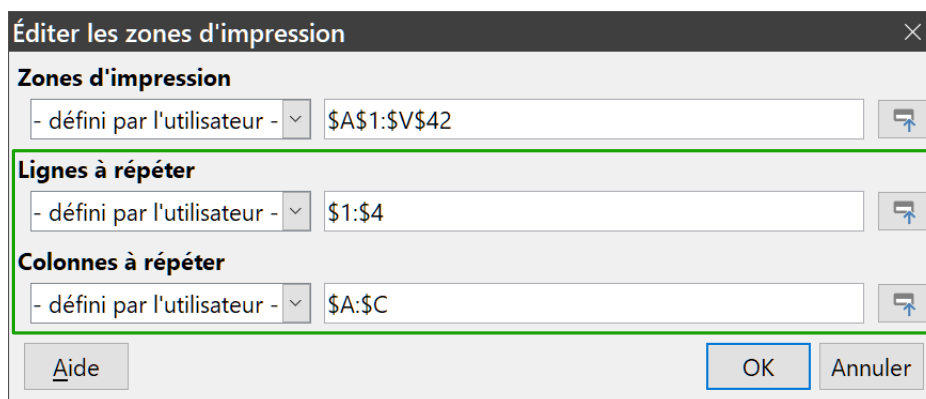 Éditer les zones d'impression
Zones d'impression
- défini par l'utilisateur - $A$1:$V$42
Lignes à répéter
- défini par l'utilisateur - $1:$4
Colonnes à répéter
- défini par l'utilisateur - $A:$C
Aide OK Annuler